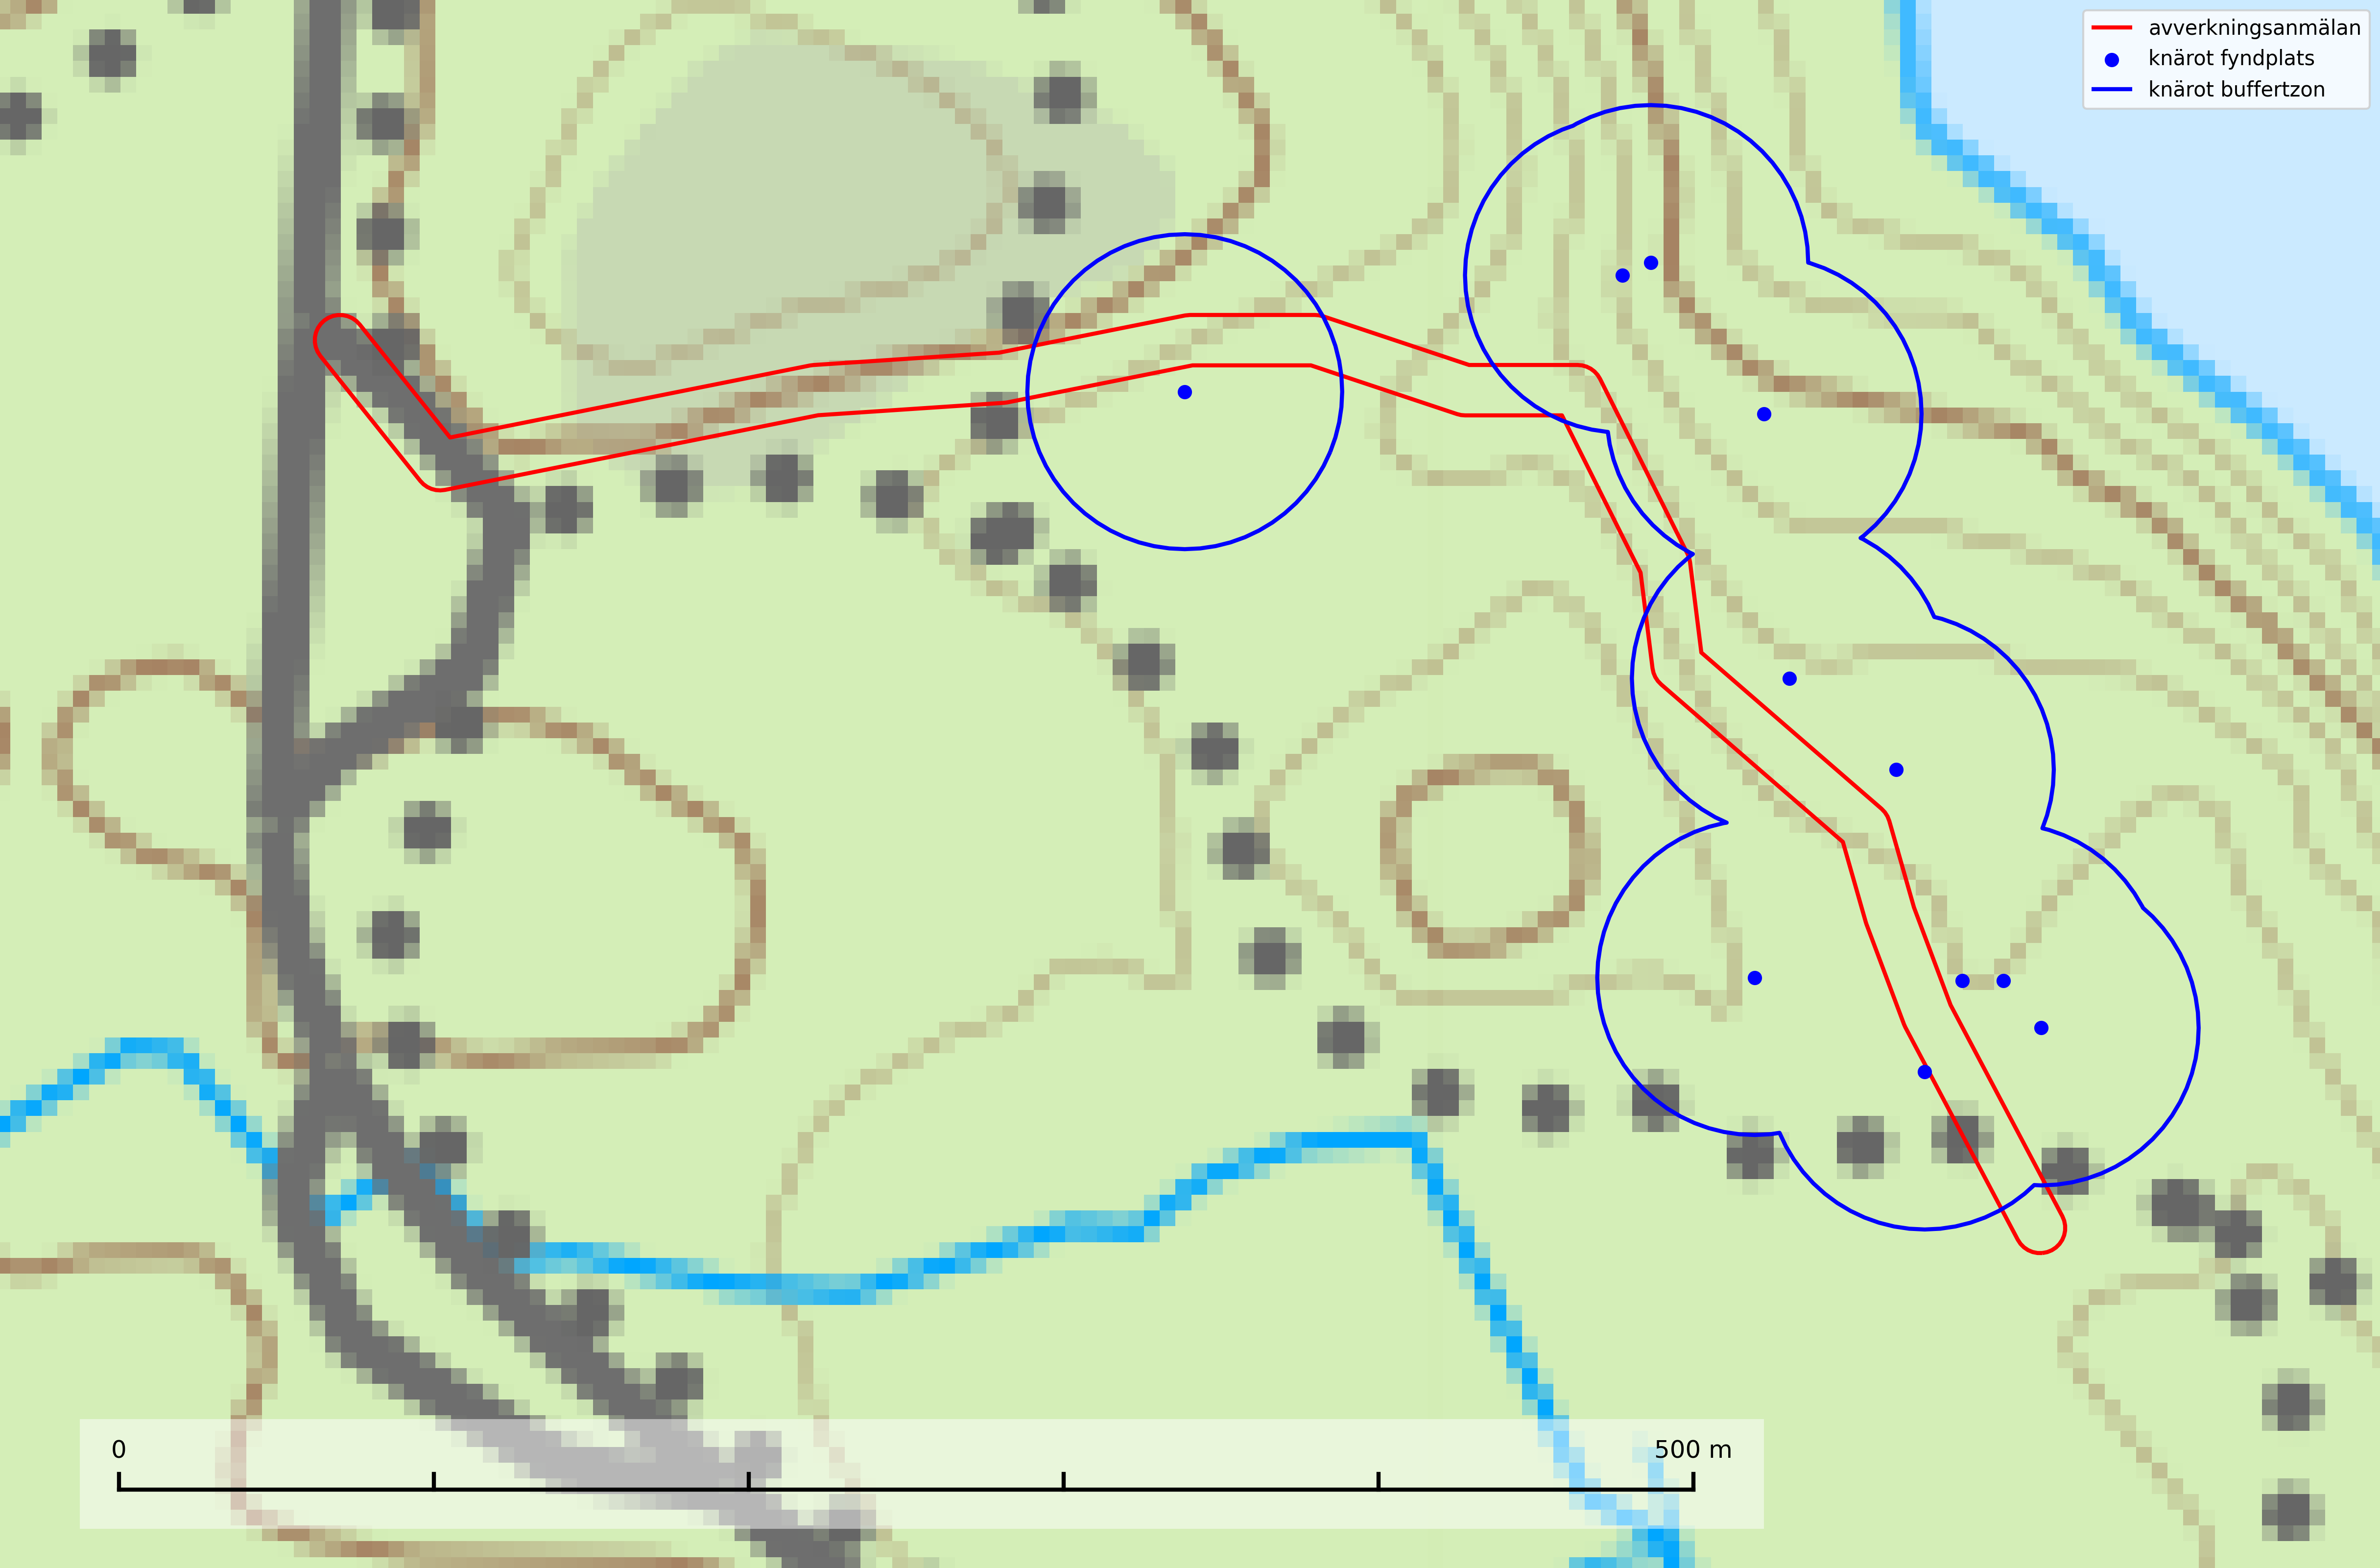 avverkningsanmälan
knärot fyndplats
knärot buffertzon
0
500 m